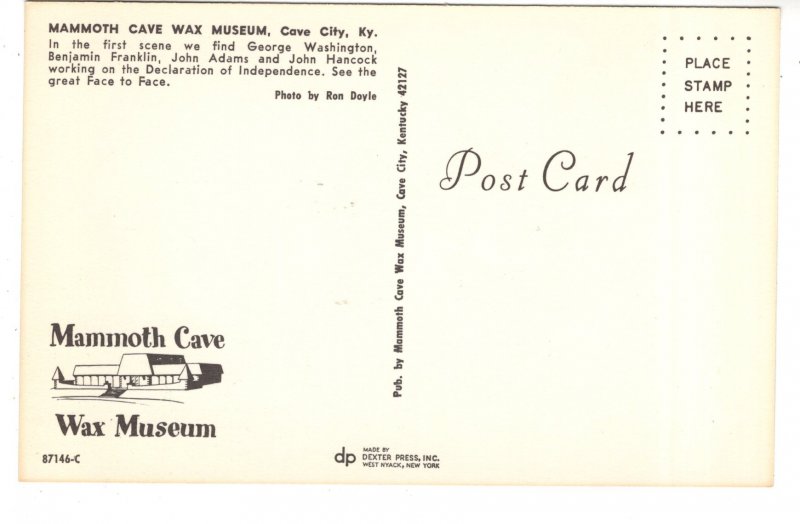 MAMMOTH CAVE WAX MUSEUM, Cave City, Ky.
In the first scene we find George Washington,
Benjamin Franklin, John Adams and John Hancock
working on the Declaration of Independence. See the
great Face to Face.
Photo by Ron Doyle
Pub. by Mammoth Cave Wax Museum, Cave City, Kentucky 42127
PLACE
STAMP
HERE
Post Card
Mammoth Cave
Wax Museum
87146-C
dp
MADE BY
DEXTER PRESS, INC.
WEST NYACK, NEW YORK